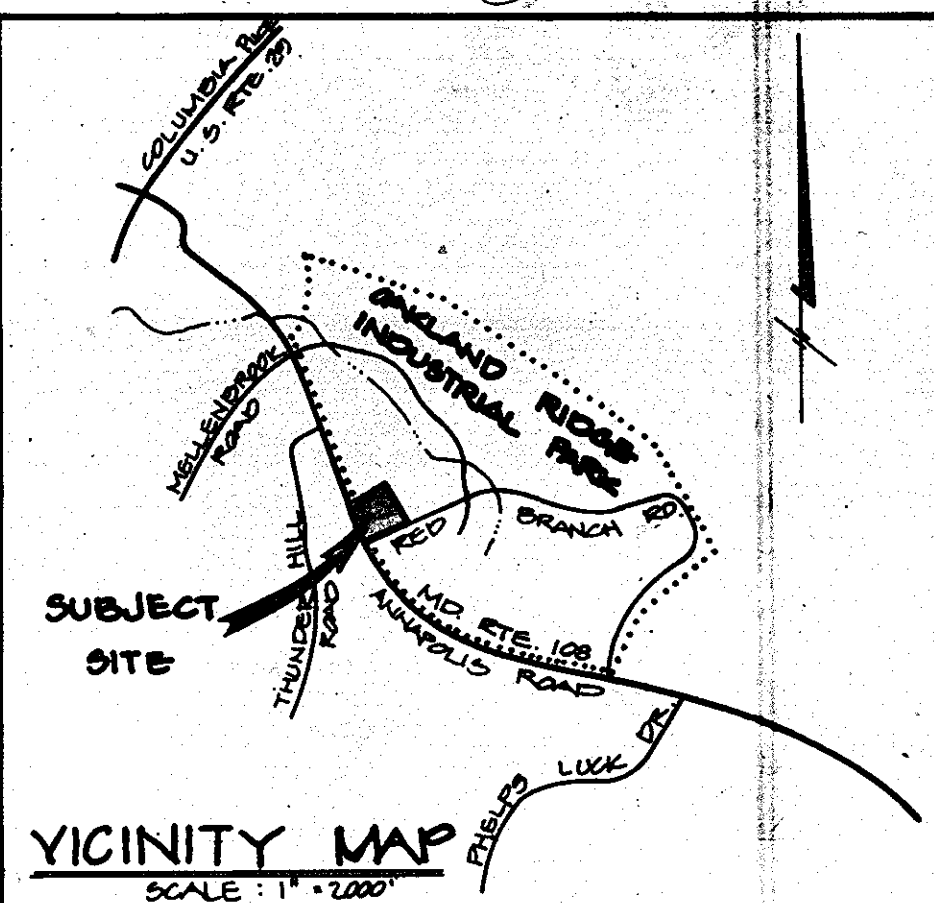 COLUMBIA PIKE
U. S. RTE. 29
OAKLAND RIDGE
INDUSTRIAL PARK
MELLENBROOK
ROAD
THUNDER HILL
ROAD
RED BRANCH RD.
SUBJECT
SITE
MD. RTE. 108
ANNAPOLIS ROAD
PHELPS LUCK DR.
VICINITY MAP
SCALE : 1" = 2000'